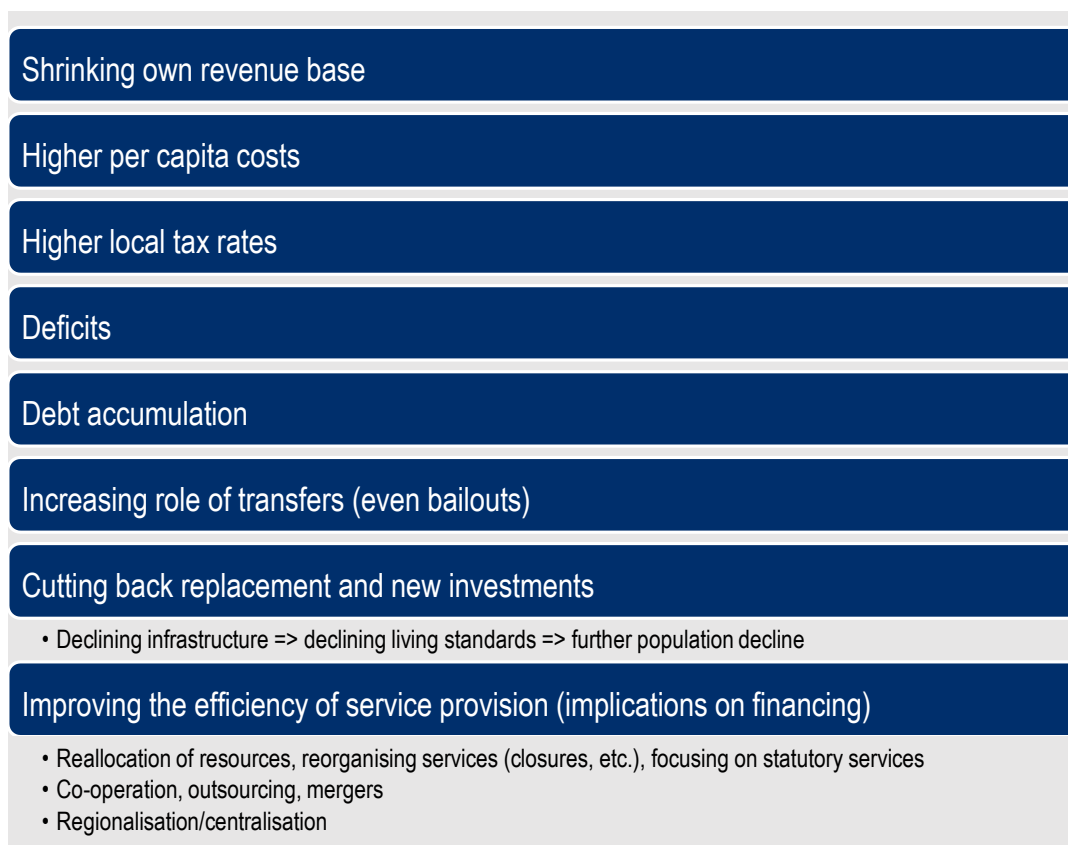 Shrinking own revenue base
Higher per capita costs
Higher local tax rates
Deficits
Debt accumulation
Increasing role of transfers (even bailouts)
Cutting back replacement and new investments
• Declining infrastructure => declining living standards => further population decline
Improving the efficiency of service provision (implications on financing)
• Reallocation of resources, reorganising services (closures, etc.), focusing on statutory services
• Co-operation, outsourcing, mergers
• Regionalisation/centralisation